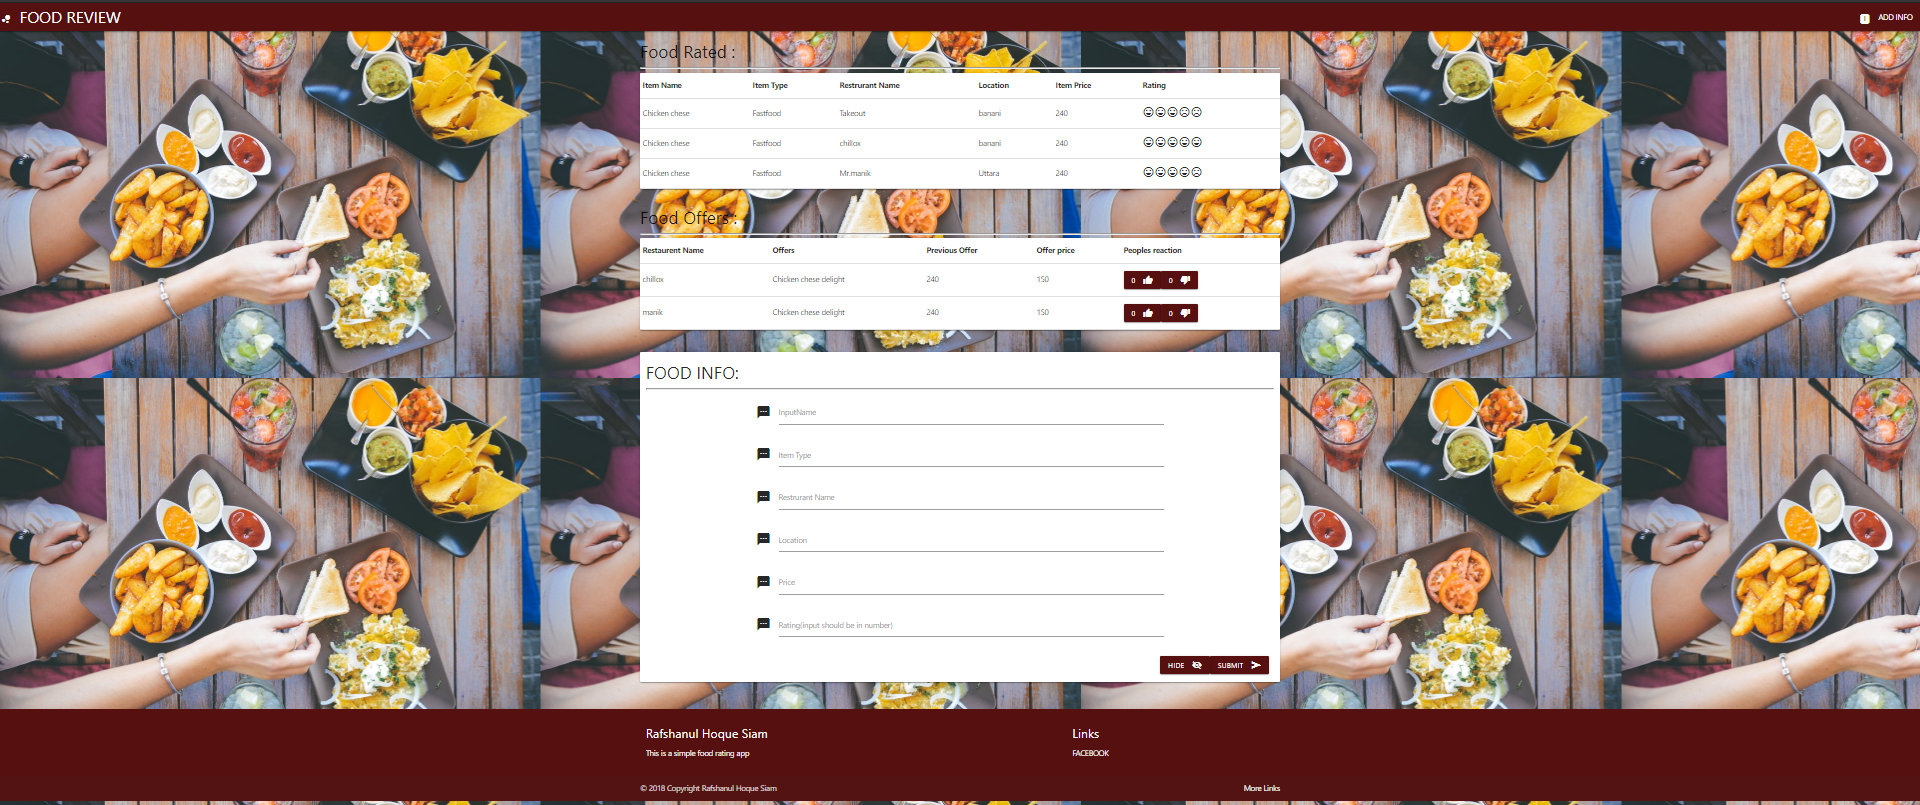 FOOD REVIEW
ADD INFO
Food Rated :
Item Name Item Type Restrurant Name Location Item Price Rating
Chicken chese Fastfood Takeout banani 240
Chicken chese Fastfood chillox banani 240
Chicken chese Fastfood Mr.manik Uttara 240
Food Offers :
Restaurent Name Offers Previous Offer Offer price Peoples reaction
chillox Chicken chese delight 240 150 0 0
manik Chicken chese delight 240 150 0 0
FOOD INFO:
InputName
Item Type
Restrurant Name
Location
Price
Rating(input should be in number)
HIDE SUBMIT
Rafshanul Hoque Siam Links
This is a simple food rating app FACEBOOK
© 2018 Copyright Rafshanul Hoque Siam More Links